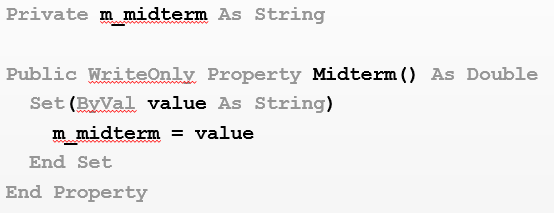 Private m_midterm As String
Public WriteOnly Property Midterm() As Double
Set(ByVal value As String)
m_midterm = value
End Set
End Property